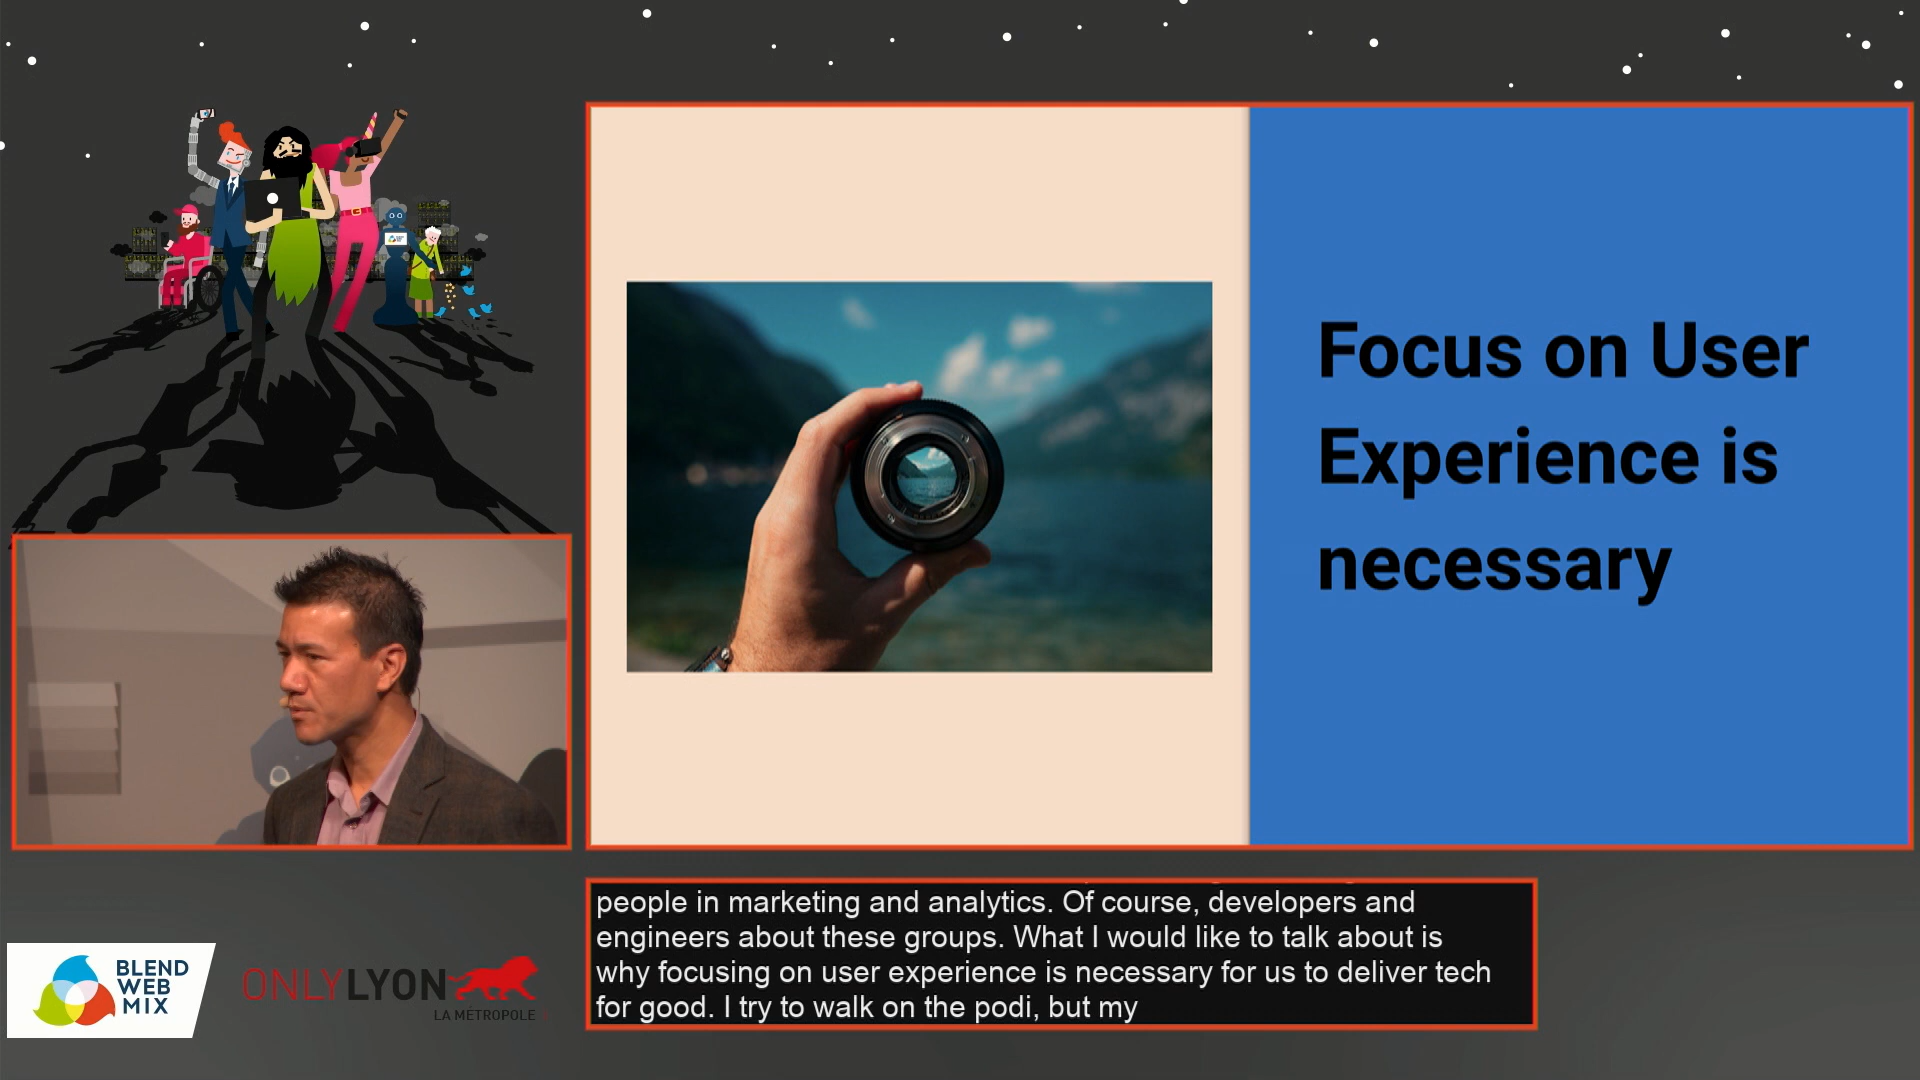 Focus on User
Experience is
necessary
people in marketing and analytics. Of course, developers and
engineers about these groups. What I would like to talk about is
why focusing on user experience is necessary for us to deliver tech
for good. I try to walk on the podi, but my
BLEND
WEB
MIX
ONLYLYON
LA MÉTROPOLE